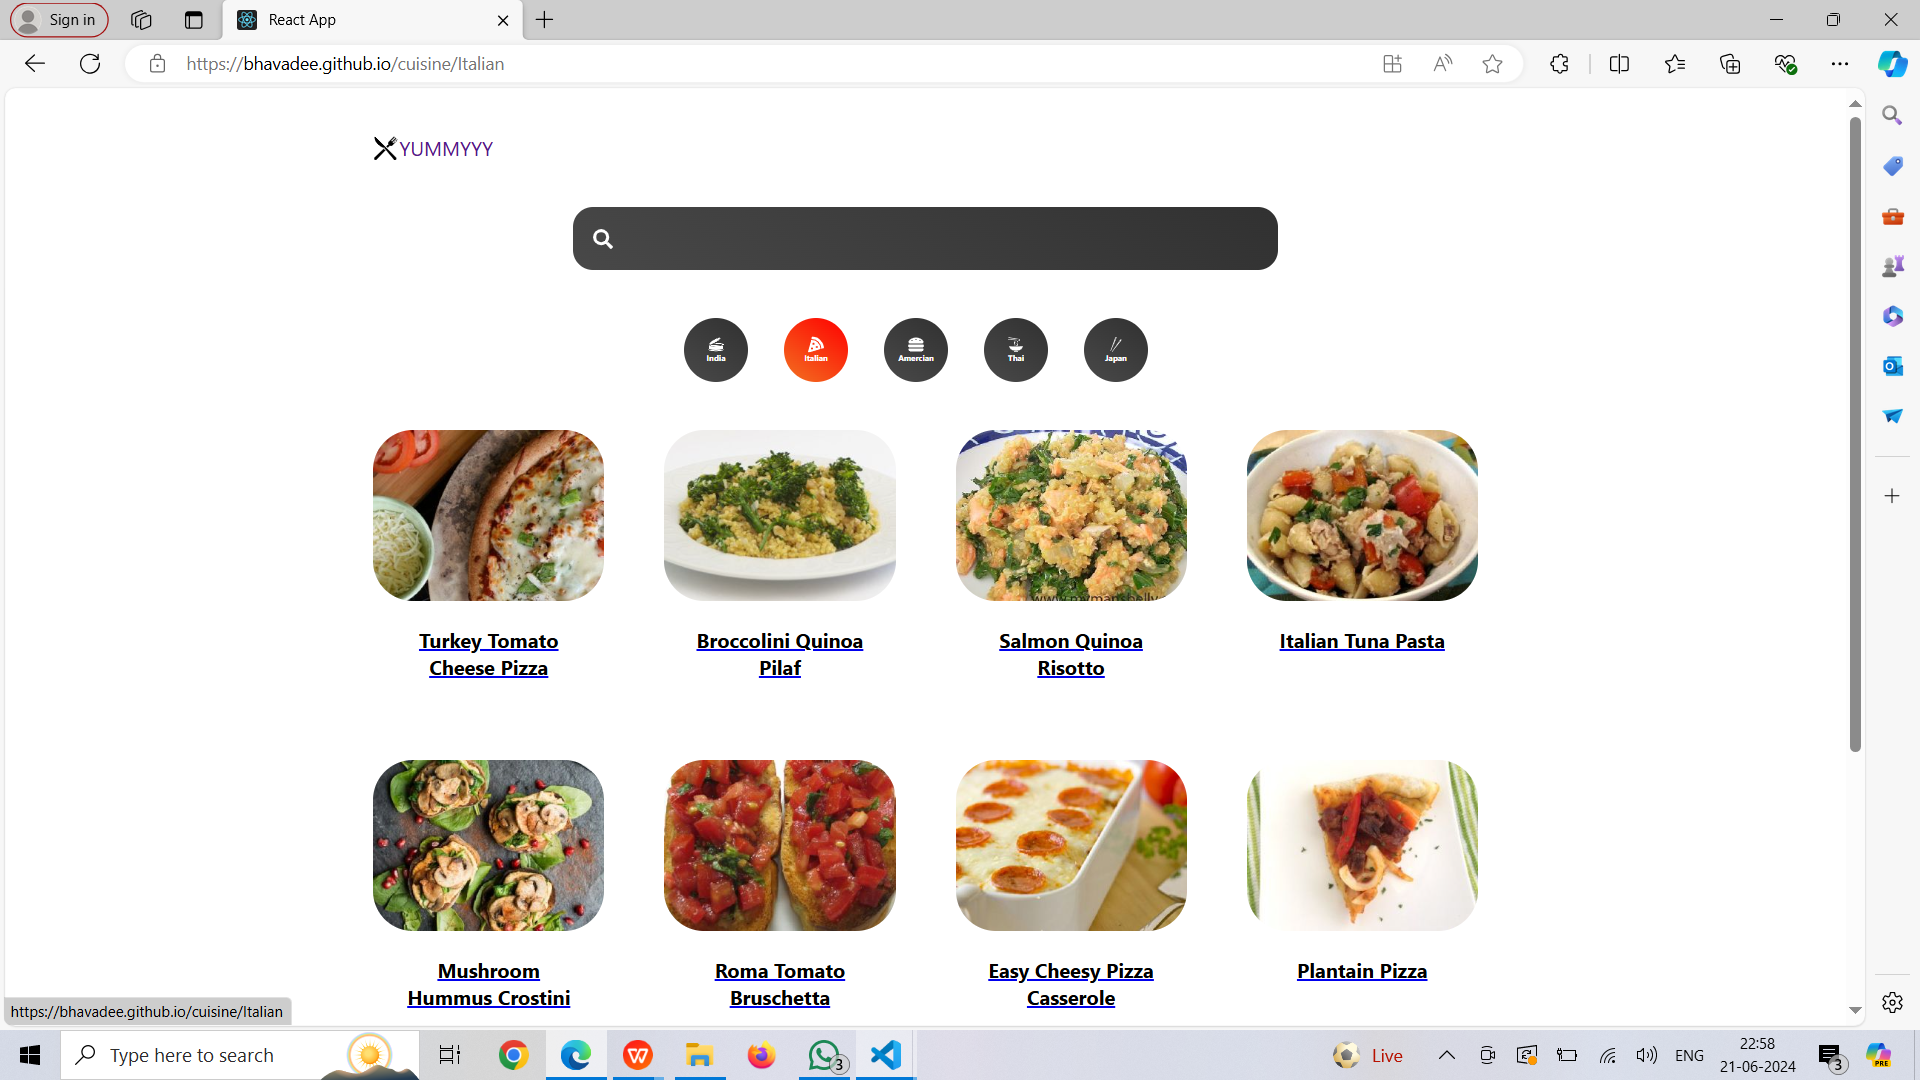 Sign in
React App
https://bhavadee.github.io/cuisine/Italian
YUMMYYY
India
Italian
Amercian
Thai
Japan
Turkey Tomato
Cheese Pizza
Broccolini Quinoa
Pilaf
Salmon Quinoa
Risotto
Italian Tuna Pasta
Mushroom
Hummus Crostini
Roma Tomato
Bruschetta
Easy Cheesy Pizza
Casserole
Plantain Pizza
https://bhavadee.github.io/cuisine/Italian
Type here to search
3
Live
ENG
22:58
21-06-2024
3
PRE